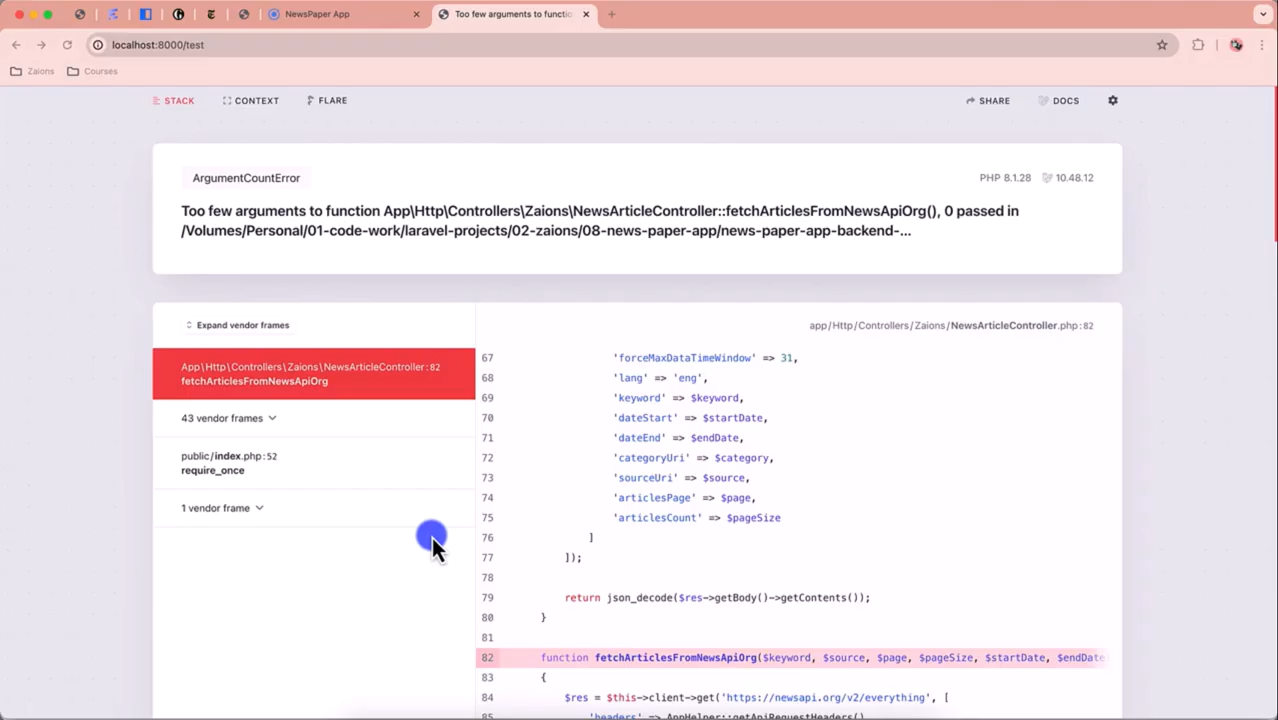 NewsPaper App
Too few arguments to functio
localhost:8000/test
Zaions
Courses
STACK
CONTEXT
FLARE
SHARE
DOCS
ArgumentCountError
PHP 8.1.28
10.48.12
Too few arguments to function App\Http\Controllers\Zaions\NewsArticleController::fetchArticlesFromNewsApiOrg(), 0 passed in
/Volumes/Personal/01-code-work/laravel-projects/02-zaions/08-news-paper-app/news-paper-app-backend-...
Expand vendor frames
App\Http\Controllers\Zaions\NewsArticleController:82
fetchArticlesFromNewsApiOrg
43 vendor frames
public/index.php:52
require_once
1 vendor frame
app/Http/Controllers/Zaions/NewsArticleController.php:82
67 'forceMaxDataTimeWindow' => 31,
68 'lang' => 'eng',
69 'keyword' => $keyword,
70 'dateStart' => $startDate,
71 'dateEnd' => $endDate,
72 'categoryUri' => $category,
73 'sourceUri' => $source,
74 'articlesPage' => $page,
75 'articlesCount' => $pageSize
76 ]
77 ]);
78
79 return json_decode($res->getBody()->getContents());
80 }
81
82 function fetchArticlesFromNewsApiOrg($keyword, $source, $page, $pageSize, $startDate, $endDate
83 {
84 $res = $this->client->get('https://newsapi.org/v2/everything', [
85 'headers' => AppHelper::getApiRequestHeaders()